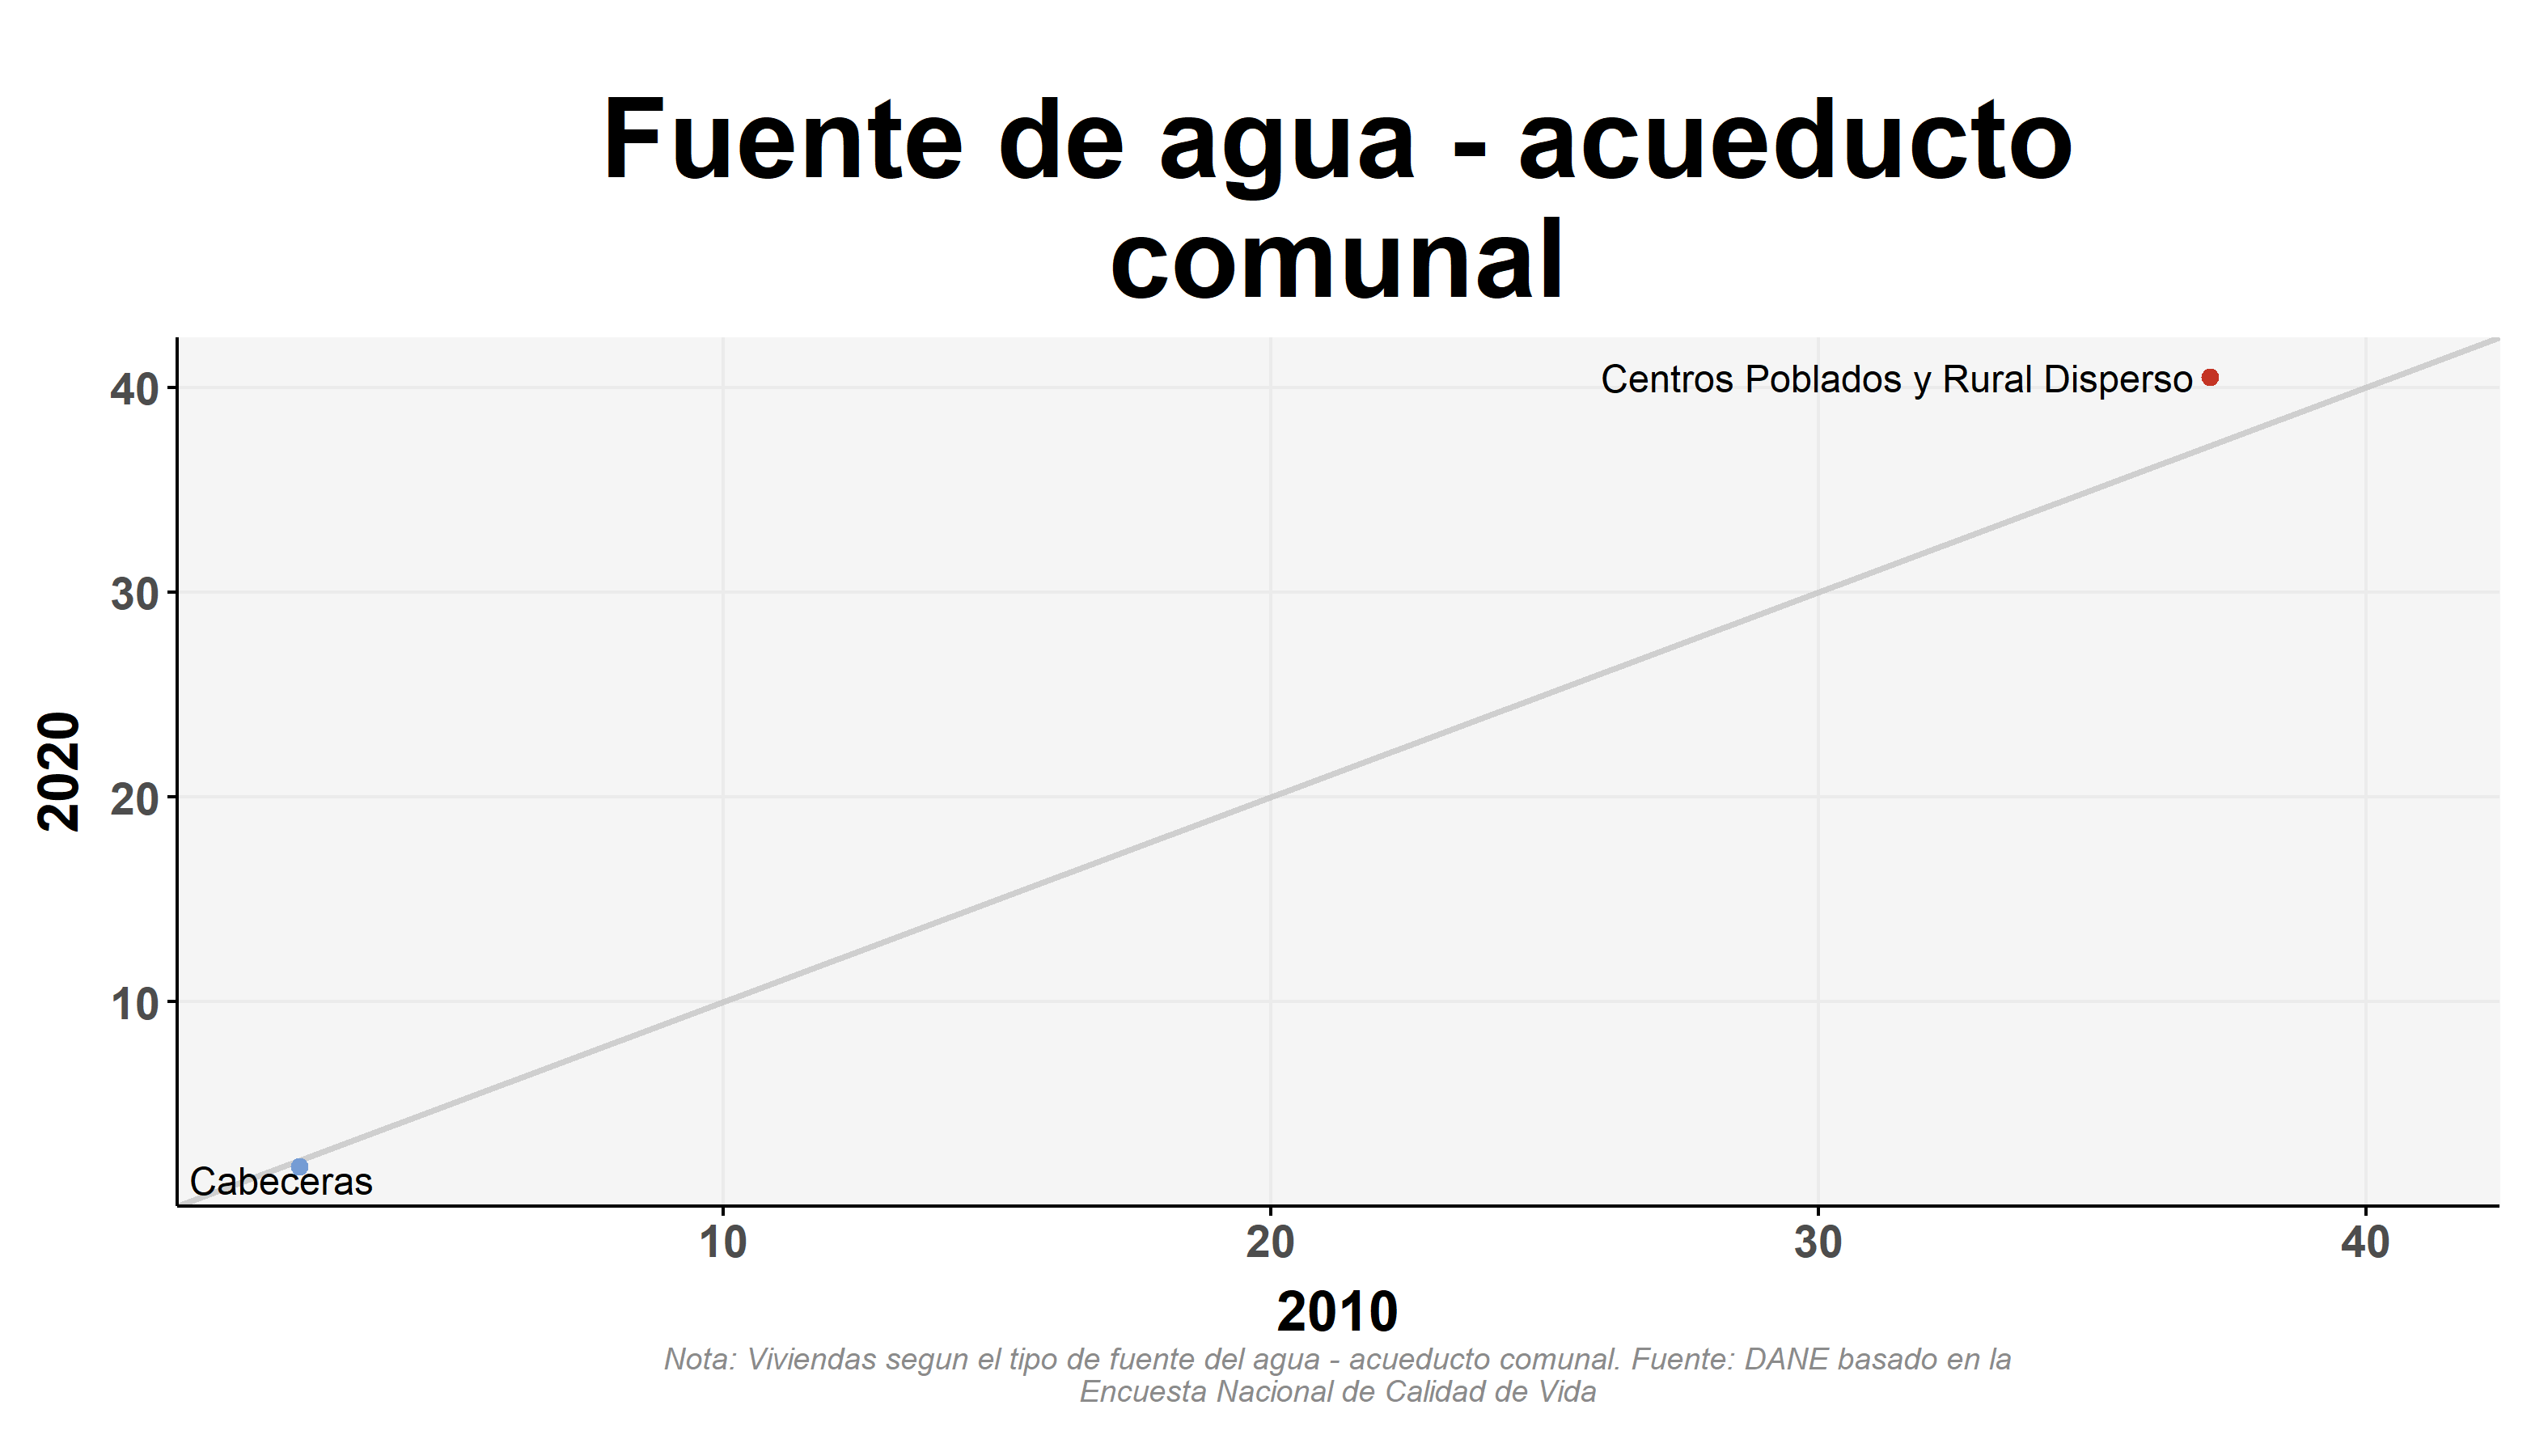 Fuente de agua - acueducto
comunal
40
30
20
10
2020
Centros Poblados y Rural Disperso
Cabeceras
10
20
30
40
2010
Nota: Viviendas segun el tipo de fuente del agua - acueducto comunal. Fuente: DANE basado en la
Encuesta Nacional de Calidad de Vida